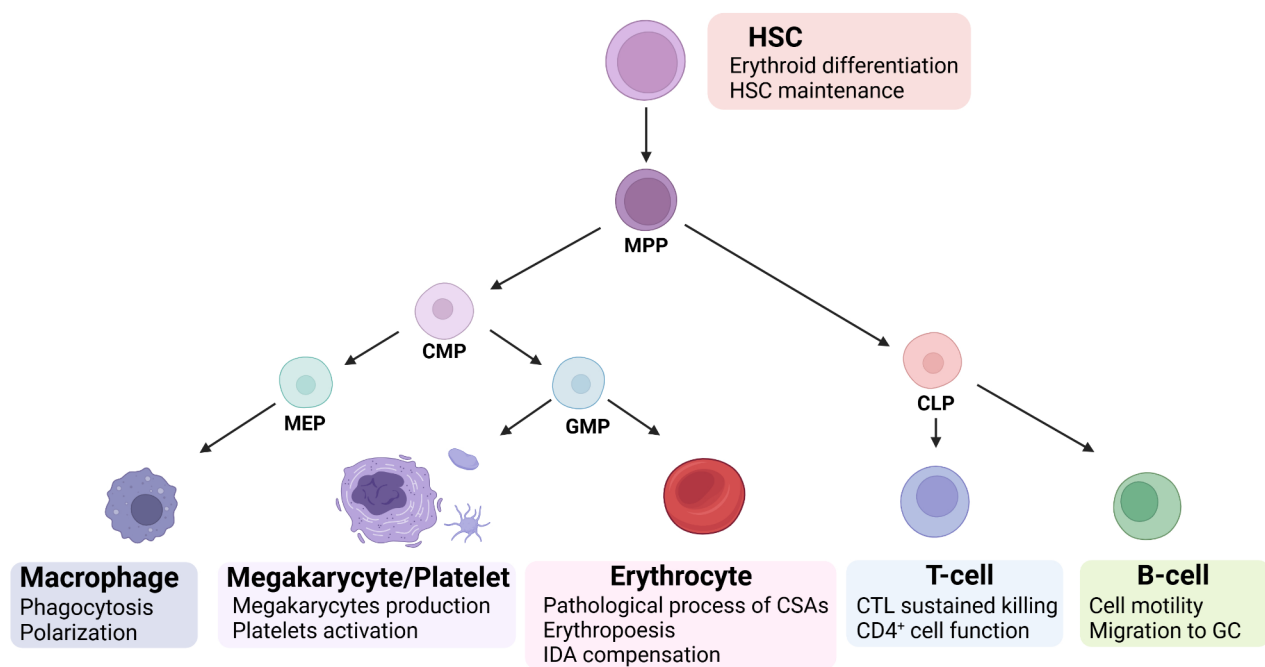 HSC
Erythroid differentiation
HSC maintenance
MPP
CMP
MEP
GMP
CLP
Macrophage
Phagocytosis
Polarization
Megakarycyte/Platelet
Megakarycytes production
Platelets activation
Erythrocyte
Pathological process of CSAs
Erythropoesis
IDA compensation
T-cell
CTL sustained killing
CD4⁺ cell function
B-cell
Cell motility
Migration to GC